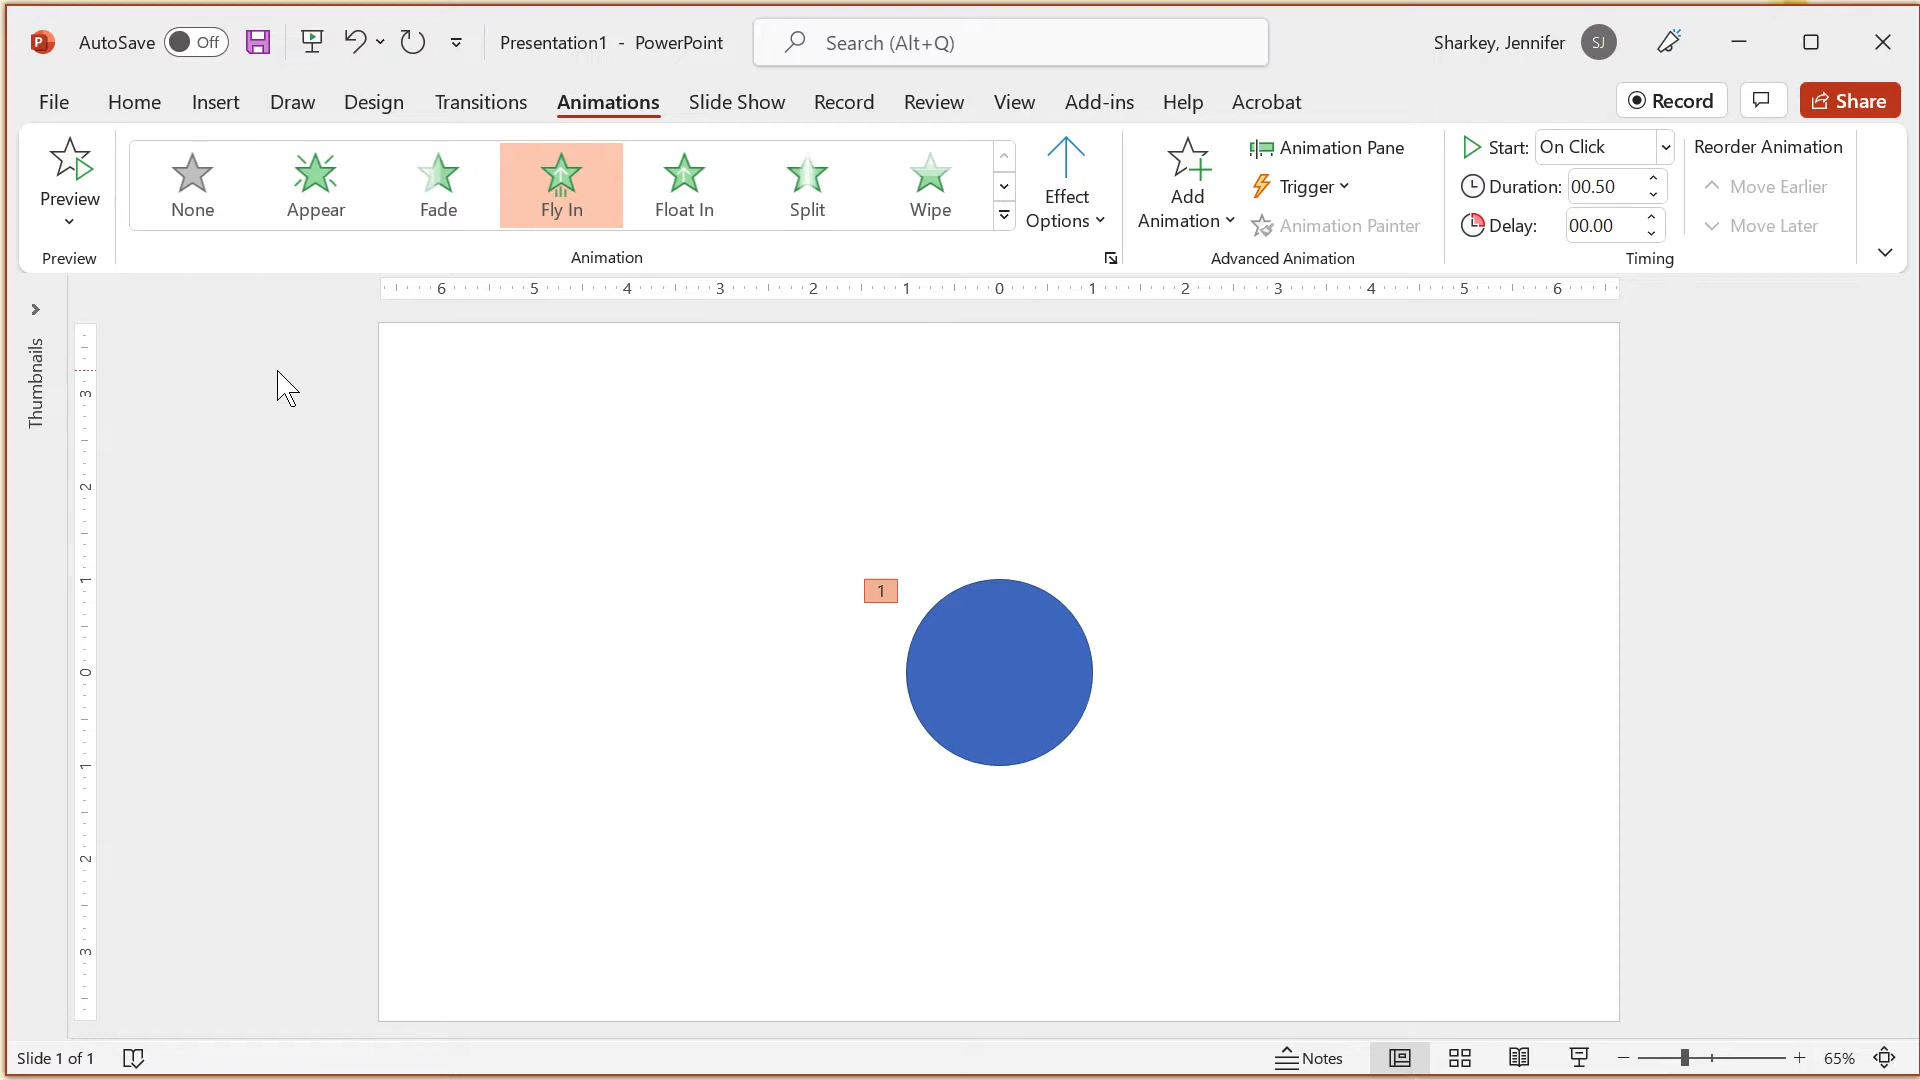 P
AutoSave Off Presentation1 - PowerPoint Search (Alt+Q) Sharkey, Jennifer SJ
File Home Insert Draw Design Transitions Animations Slide Show Record Review View Add-ins Help Acrobat Record Share
Preview
Preview
None Appear Fade Fly In Float In Split Wipe
Animation
Effect
Options
Add
Animation
Animation Pane
Trigger
Animation Painter
Advanced Animation
Start: On Click
Duration: 00.50
Delay: 00.00
Timing
Reorder Animation
Move Earlier
Move Later
6 5 4 3 2 1 0 1 2 3 4 5 6
Thumbnails
3
2
1
0
1
2
3
1
Slide 1 of 1 Notes 65%